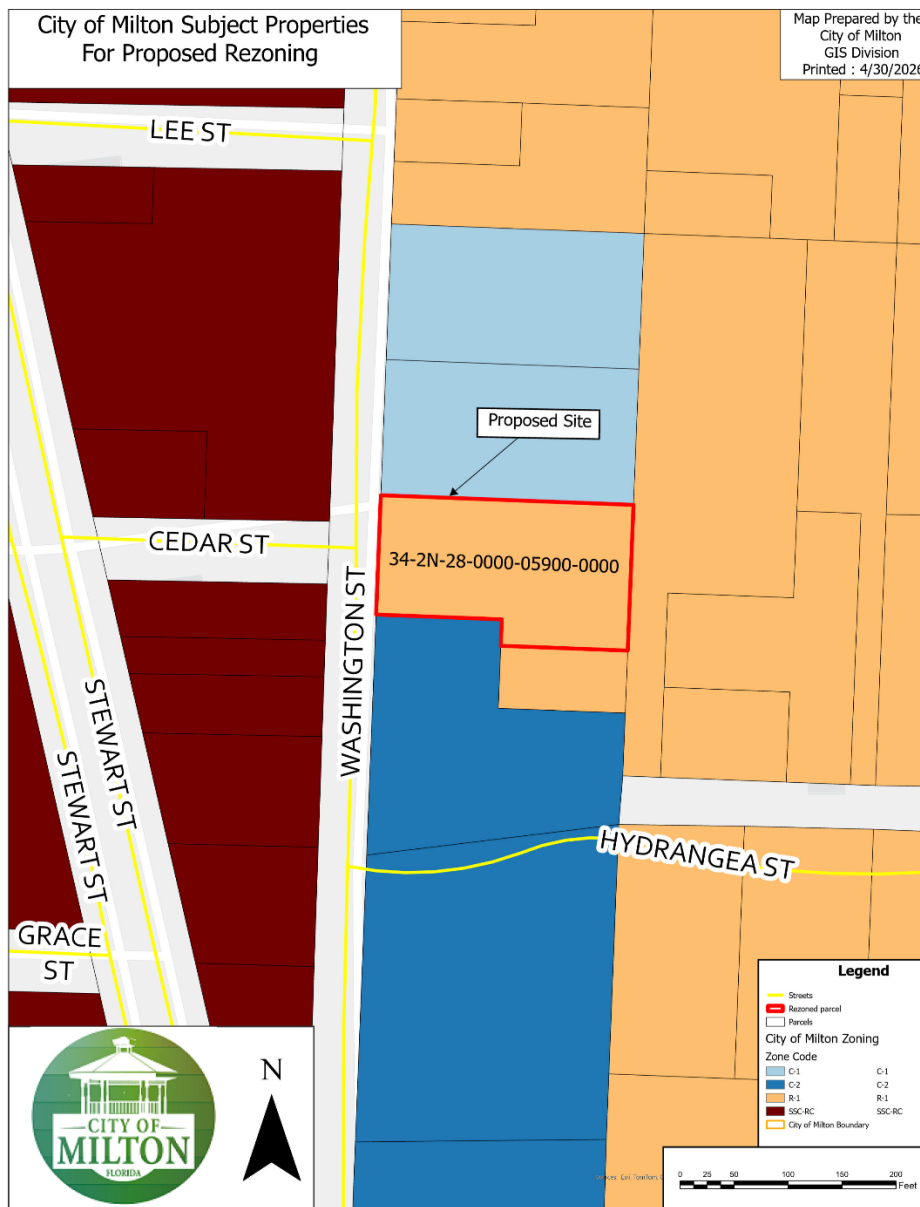 City of Milton Subject Properties
For Proposed Rezoning
Map Prepared by the
City of Milton
GIS Division
Printed : 4/30/2026
LEE ST
Proposed Site
CEDAR ST
34-2N-28-0000-05900-0000
WASHINGTON ST
STEWART ST
STEWART ST
HYDRANGEA ST
GRACE
ST
Legend
Streets
Rezoned parcel
Parcels
City of Milton Zoning
Zone Code
C-1 C-1
C-2 C-2
R-1 R-1
SSC-RC SSC-RC
City of Milton Boundary
CITY OF
MILTON
FLORIDA
N
Sources: Esri, TomTom,
0 25 50 100 150 200
Feet